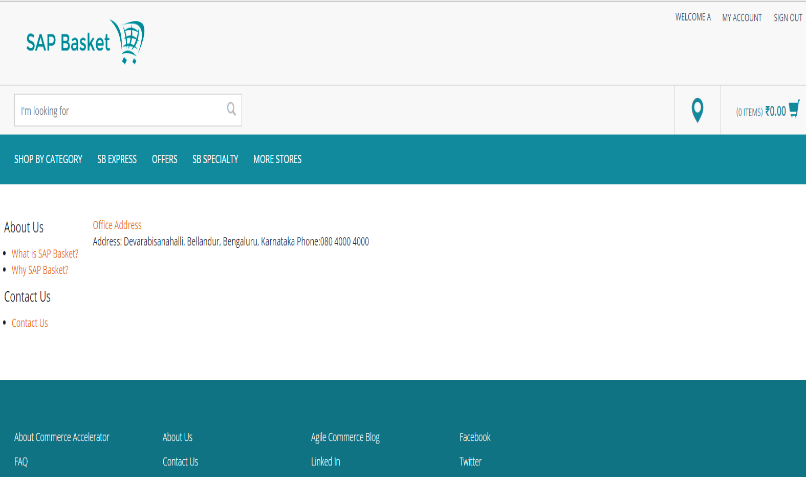 WELCOME A MY ACCOUNT SIGN OUT
SAP Basket
I'm looking for
(0 ITEMS) ₹0.00
SHOP BY CATEGORY SB EXPRESS OFFERS SB SPECIALTY MORE STORES
About Us
What is SAP Basket?
Why SAP Basket?
Contact Us
Contact Us
Office Address
Address: Devarabisanahalli, Bellandur, Bengaluru, Karnataka Phone:080 4000 4000
About Commerce Accelerator About Us Agile Commerce Blog Facebook
FAQ Contact Us Linked In Twitter